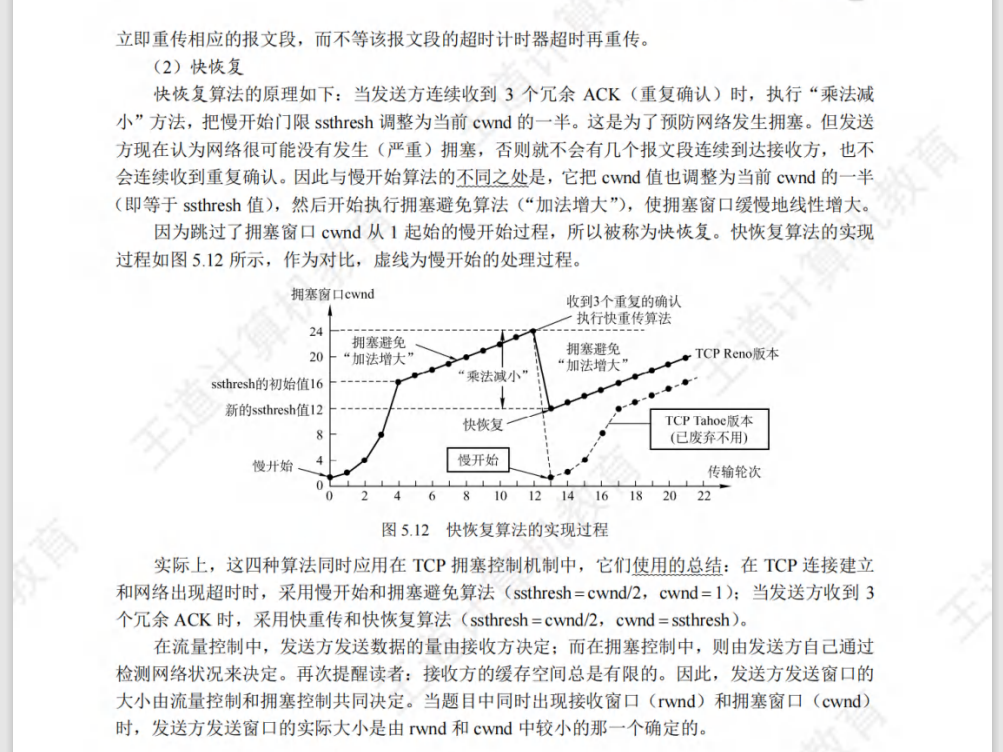 立即重传相应的报文段，而不等该报文段的超时计时器超时再重传。
（2）快恢复
快恢复算法的原理如下：当发送方连续收到 3 个冗余 ACK（重复确认）时，执行“乘法减
小”方法，把慢开始门限 ssthresh 调整为当前 cwnd 的一半。这是为了预防网络发生拥塞。但发送
方现在认为网络很可能没有发生（严重）拥塞，否则就不会有几个报文段连续到达接收方，也不
会连续收到重复确认。因此与慢开始算法的不同之处是，它把 cwnd 值也调整为当前 cwnd 的一半
（即等于 ssthresh 值），然后开始执行拥塞避免算法（“加法增大”），使拥塞窗口缓慢地线性增大。
因为跳过了拥塞窗口 cwnd 从 1 起始的慢开始过程，所以被称为快恢复。快恢复算法的实现
过程如图 5.12 所示，作为对比，虚线为慢开始的处理过程。
拥塞窗口cwnd
收到3个重复的确认
执行快重传算法
24
拥塞避免
“加法增大”
拥塞避免
“加法增大”
20
TCP Reno版本
“乘法减小”
ssthresh的初始值16
新的ssthresh值12
快恢复
TCP Tahoe版本
(已废弃不用)
8
4
慢开始
慢开始
传输轮次
0
0 2 4 6 8 10 12 14 16 18 20 22
图 5.12 快恢复算法的实现过程
实际上，这四种算法同时应用在 TCP 拥塞控制机制中，它们使用的总结：在 TCP 连接建立
和网络出现超时时，采用慢开始和拥塞避免算法（ssthresh = cwnd/2，cwnd = 1）；当发送方收到 3
个冗余 ACK 时，采用快重传和快恢复算法（ssthresh = cwnd/2，cwnd = ssthresh）。
在流量控制中，发送方发送数据的量由接收方决定；而在拥塞控制中，则由发送方自己通过
检测网络状况来决定。再次提醒读者：接收方的缓存空间总是有限的。因此，发送方发送窗口的
大小由流量控制和拥塞控制共同决定。当题目中同时出现接收窗口（rwnd）和拥塞窗口（cwnd）
时，发送方发送窗口的实际大小是由 rwnd 和 cwnd 中较小的那一个确定的。
王道计算机教育
王道计算机教育
王道计算机教育
教育